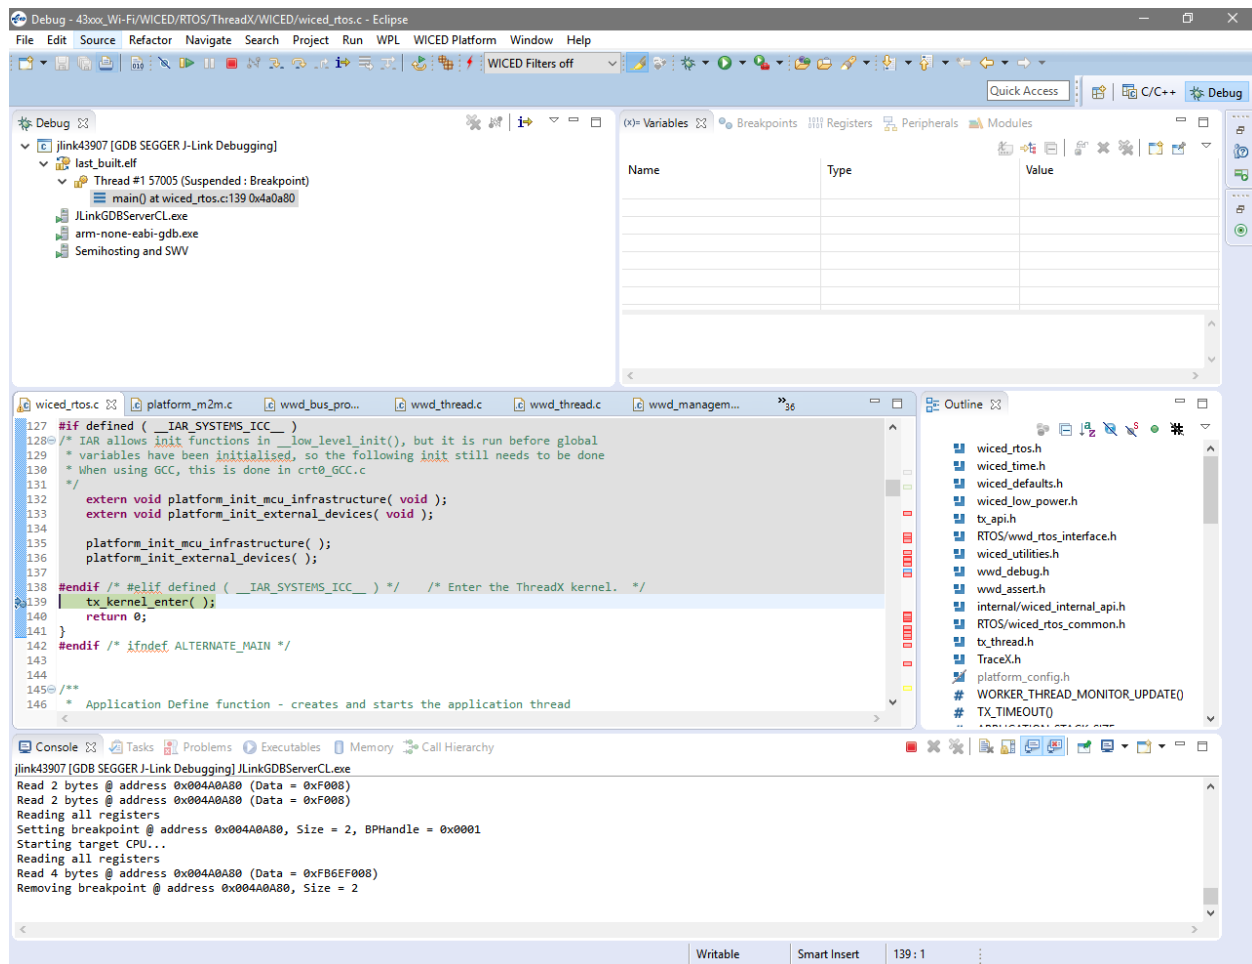 Debug - 43xxx_Wi-Fi/WICED/RTOS/ThreadX/WICED/wiced_rtos.c - Eclipse
File Edit Source Refactor Navigate Search Project Run WPL WICED Platform Window Help
WICED Filters off
Quick Access C/C++ Debug
Debug
jlink43907 [GDB SEGGER J-Link Debugging]
last_built.elf
Thread #1 57005 (Suspended : Breakpoint)
main() at wiced_rtos.c:139 0x4a0a80
JLinkGDBServerCL.exe
arm-none-eabi-gdb.exe
Semihosting and SWV
(x)= Variables Breakpoints Registers Peripherals Modules
Name Type Value
wiced_rtos.c platform_m2m.c wwd_bus_pro... wwd_thread.c wwd_thread.c wwd_managem... »36
127 #if defined ( __IAR_SYSTEMS_ICC__ )
128 /* IAR allows init functions in __low_level_init(), but it is run before global
129 * variables have been initialised, so the following init still needs to be done
130 * When using GCC, this is done in crt0_GCC.c
131 */
132 extern void platform_init_mcu_infrastructure( void );
133 extern void platform_init_external_devices( void );
134
135 platform_init_mcu_infrastructure( );
136 platform_init_external_devices( );
137
138 #endif /* #elif defined ( __IAR_SYSTEMS_ICC__ ) */ /* Enter the ThreadX kernel. */
139 tx_kernel_enter( );
140 return 0;
141 }
142 #endif /* ifndef ALTERNATE_MAIN */
143
144
145 /**
146 * Application Define function - creates and starts the application thread
Outline
wiced_rtos.h
wiced_time.h
wiced_defaults.h
wiced_low_power.h
tx_api.h
RTOS/wwd_rtos_interface.h
wiced_utilities.h
wwd_debug.h
wwd_assert.h
internal/wiced_internal_api.h
RTOS/wiced_rtos_common.h
tx_thread.h
TraceX.h
platform_config.h
# WORKER_THREAD_MONITOR_UPDATE()
# TX_TIMEOUT()
Console Tasks Problems Executables Memory Call Hierarchy
jlink43907 [GDB SEGGER J-Link Debugging] JLinkGDBServerCL.exe
Read 2 bytes @ address 0x004A0A80 (Data = 0xF008)
Read 2 bytes @ address 0x004A0A80 (Data = 0xF008)
Reading all registers
Setting breakpoint @ address 0x004A0A80, Size = 2, BPHandle = 0x0001
Starting target CPU...
Reading all registers
Read 4 bytes @ address 0x004A0A80 (Data = 0xFB6EF008)
Removing breakpoint @ address 0x004A0A80, Size = 2
Writable Smart Insert 139 : 1